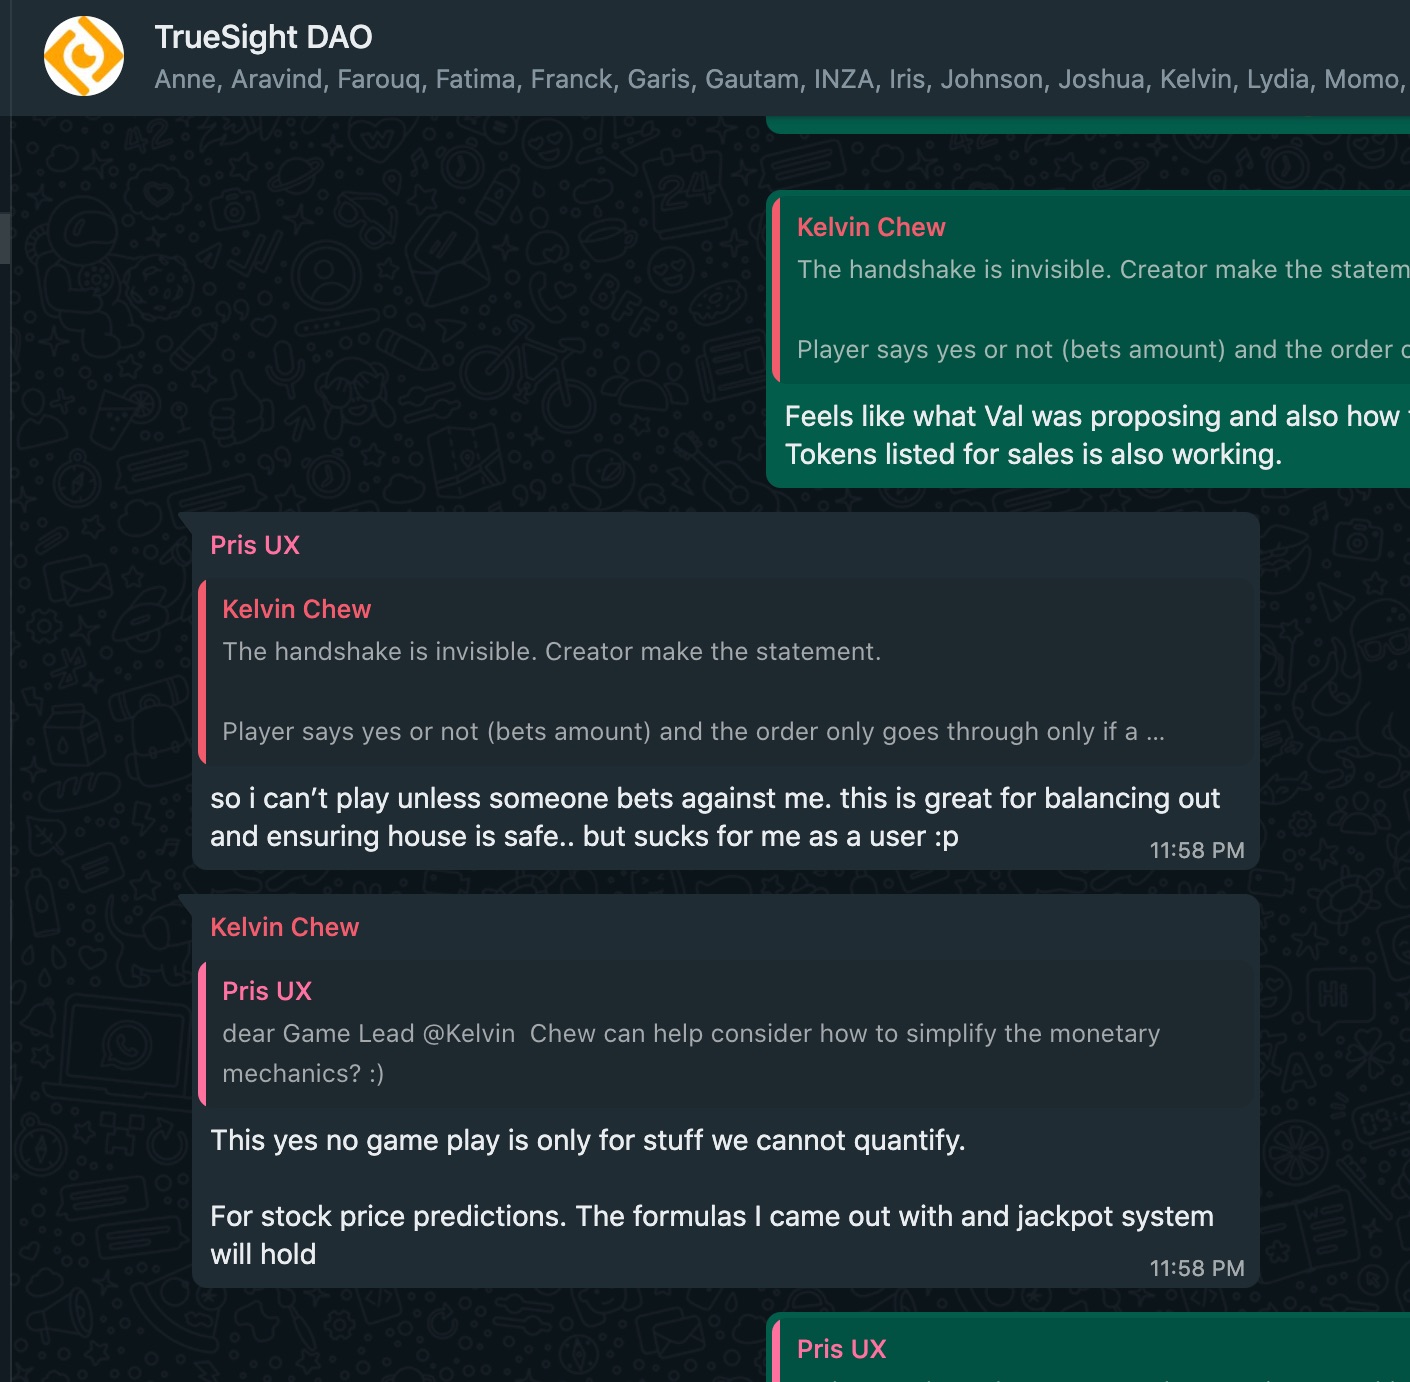 TrueSight DAO
Anne, Aravind, Farouq, Fatima, Franck, Garis, Gautam, INZA, Iris, Johnson, Joshua, Kelvin, Lydia, Momo,
Kelvin Chew
The handshake is invisible. Creator make the statem
Player says yes or not (bets amount) and the order
Feels like what Val was proposing and also how
Tokens listed for sales is also working.
Pris UX
Kelvin Chew
The handshake is invisible. Creator make the statement.
Player says yes or not (bets amount) and the order only goes through only if a ...
so i can’t play unless someone bets against me. this is great for balancing out
and ensuring house is safe.. but sucks for me as a user :p
11:58 PM
Kelvin Chew
Pris UX
dear Game Lead @Kelvin  Chew can help consider how to simplify the monetary
mechanics? :)
This yes no game play is only for stuff we cannot quantify.
For stock price predictions. The formulas I came out with and jackpot system
will hold
11:58 PM
Pris UX